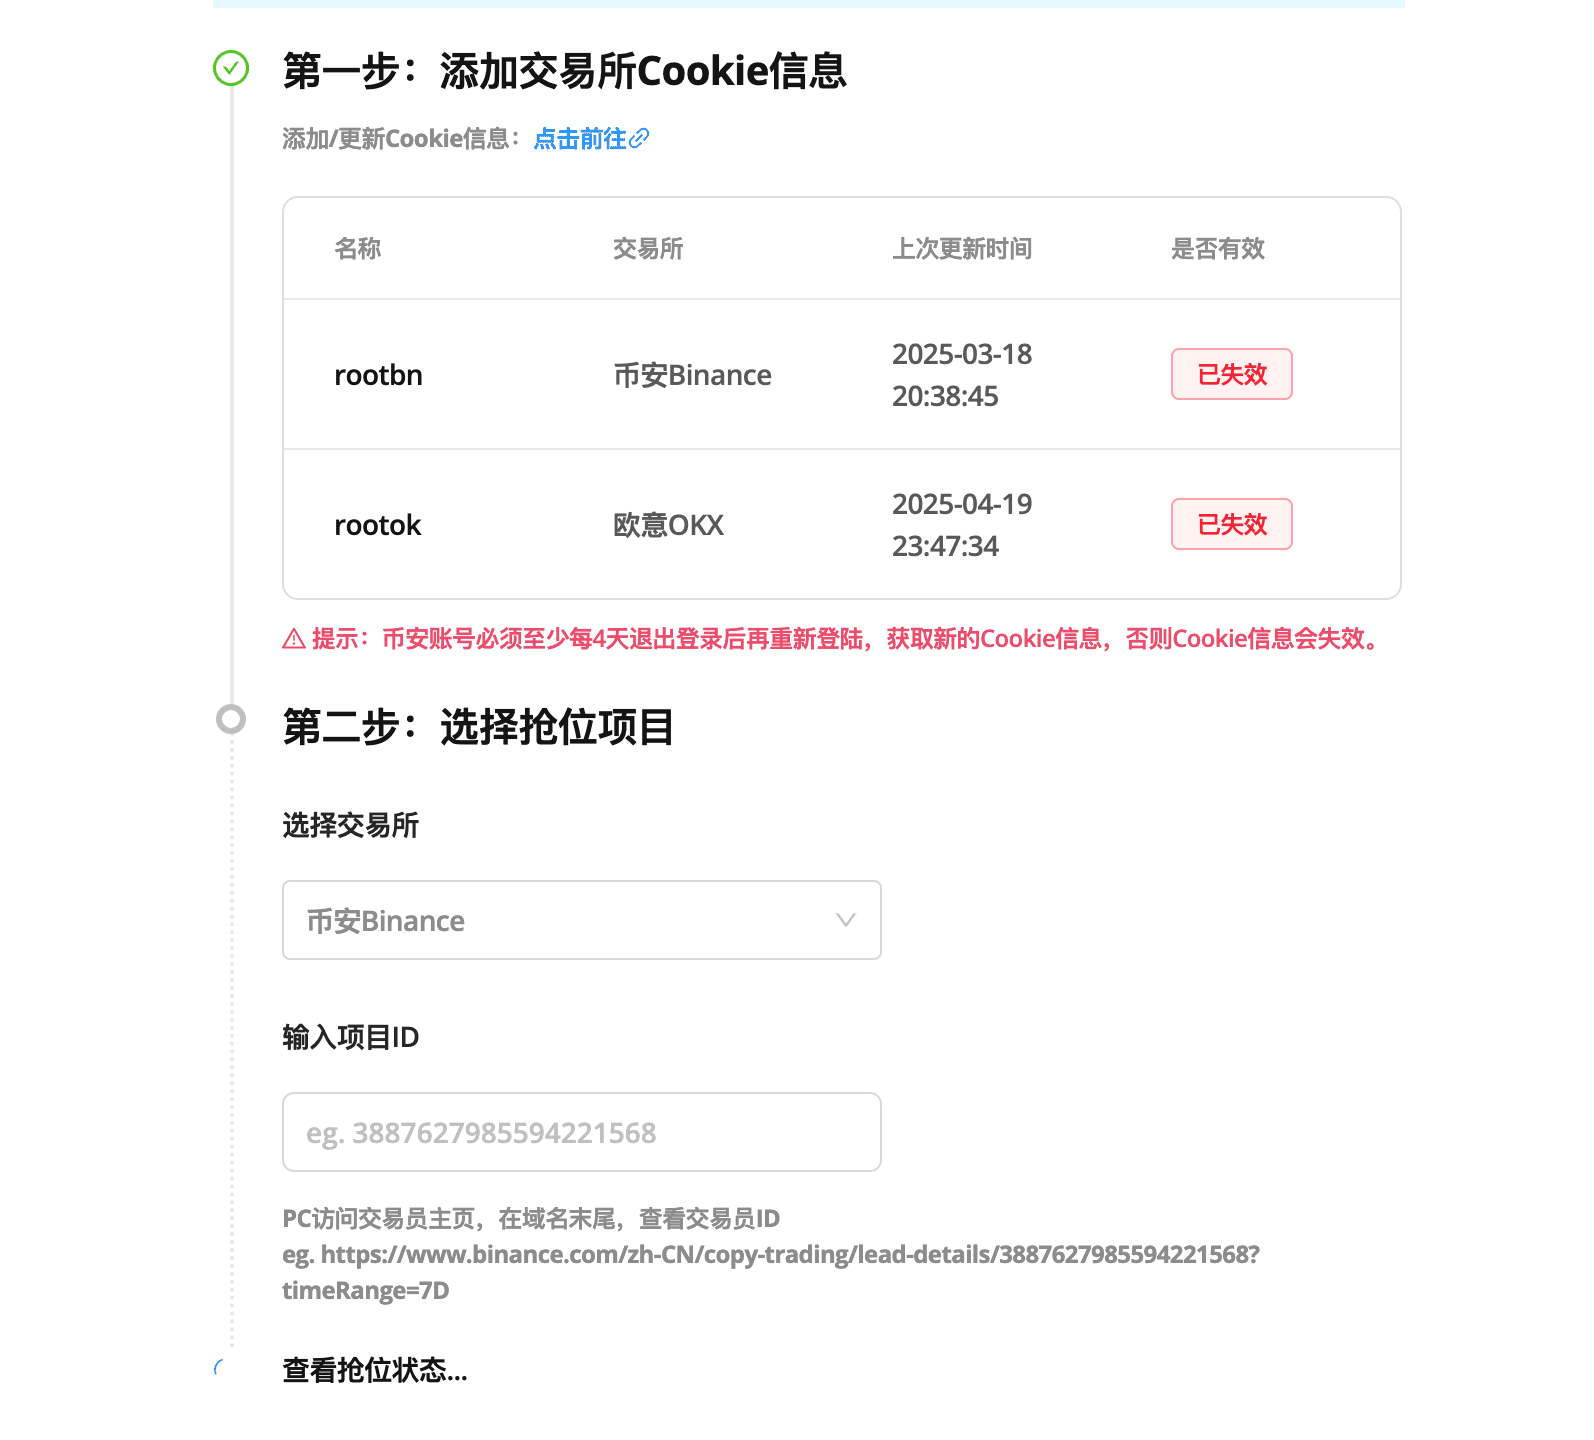 第一步：添加交易所Cookie信息
添加/更新Cookie信息：点击前往
名称 交易所 上次更新时间 是否有效
rootbn 币安Binance 2025-03-18 20:38:45 已失效
rootok 欧意OKX 2025-04-19 23:47:34 已失效
提示：币安账号必须至少每4天退出登录后再重新登陆，获取新的Cookie信息，否则Cookie信息会失效。
第二步：选择抢位项目
选择交易所
币安Binance
输入项目ID
eg. 3887627985594221568
PC访问交易员主页，在域名末尾，查看交易员ID
eg. https://www.binance.com/zh-CN/copy-trading/lead-details/3887627985594221568?
timeRange=7D
查看抢位状态...